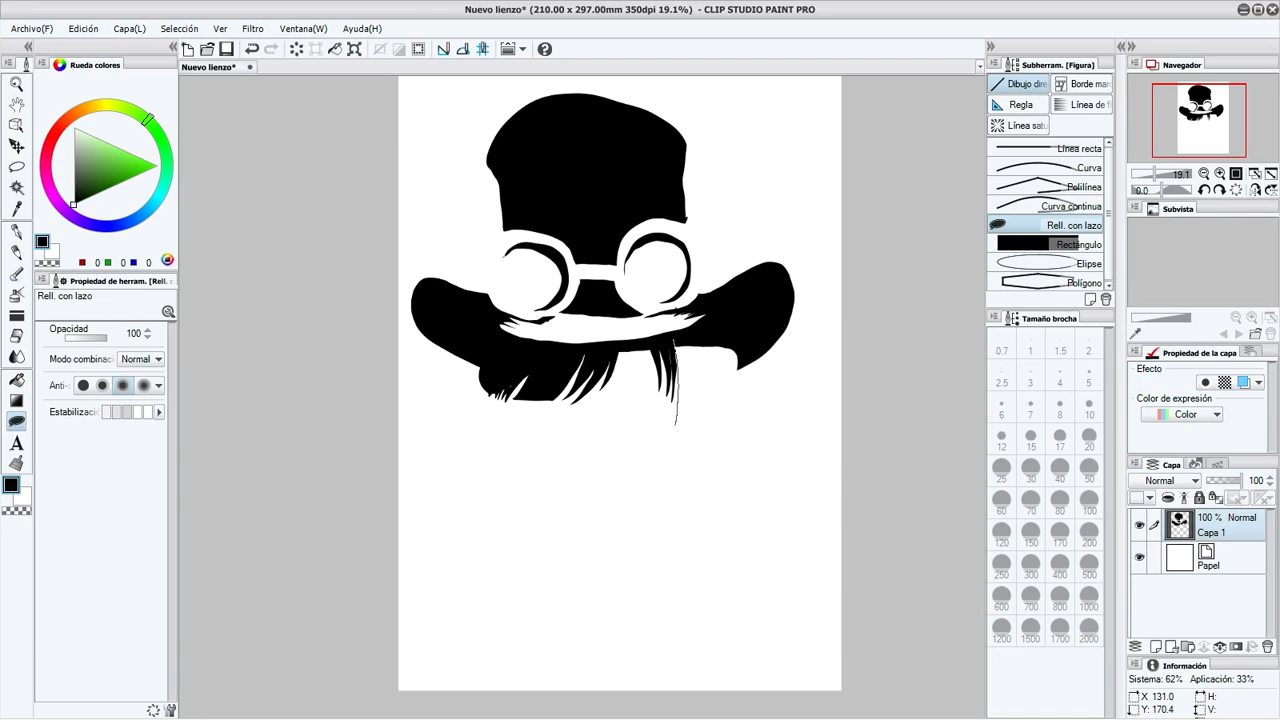 Nuevo lienzo* (210.00 x 297.00mm 350dpi 19.1%) - CLIP STUDIO PAINT PRO
Archivo(F) Edición Capa(L) Selección Ver Filtro Ventana(W) Ayuda(H)
Rueda colores
Nuevo lienzo*
0 0 0
Propiedad de herram. [Rell. c
Rell. con lazo
Opacidad 100
Modo combinac Normal
Anti-
Estabilizac
Subherram. [Figura]
Dibujo dire Borde man
Regla Línea de f
Línea satu
Línea recta
Curva
Polilínea
Curva continua
Rell. con lazo
Rectángulo
Elipse
Polígono
Tamaño brocha
0.7 1 1.5 2
2.5 3 4 5
6 7 8 10
12 15 17 20
25 30 40 50
60 70 80 100
120 150 170 200
250 300 400 500
600 700 800 1000
1200 1500 1700 2000
Navegador
19.1
0.0
Subvista
Propiedad de la capa
Efecto
Color de expresión
Color
Capa
Normal 100
100 % Normal
Capa 1
Papel
Información
Sistema: 62% Aplicación: 33%
X 131.0 H:
Y: 170.4 V: